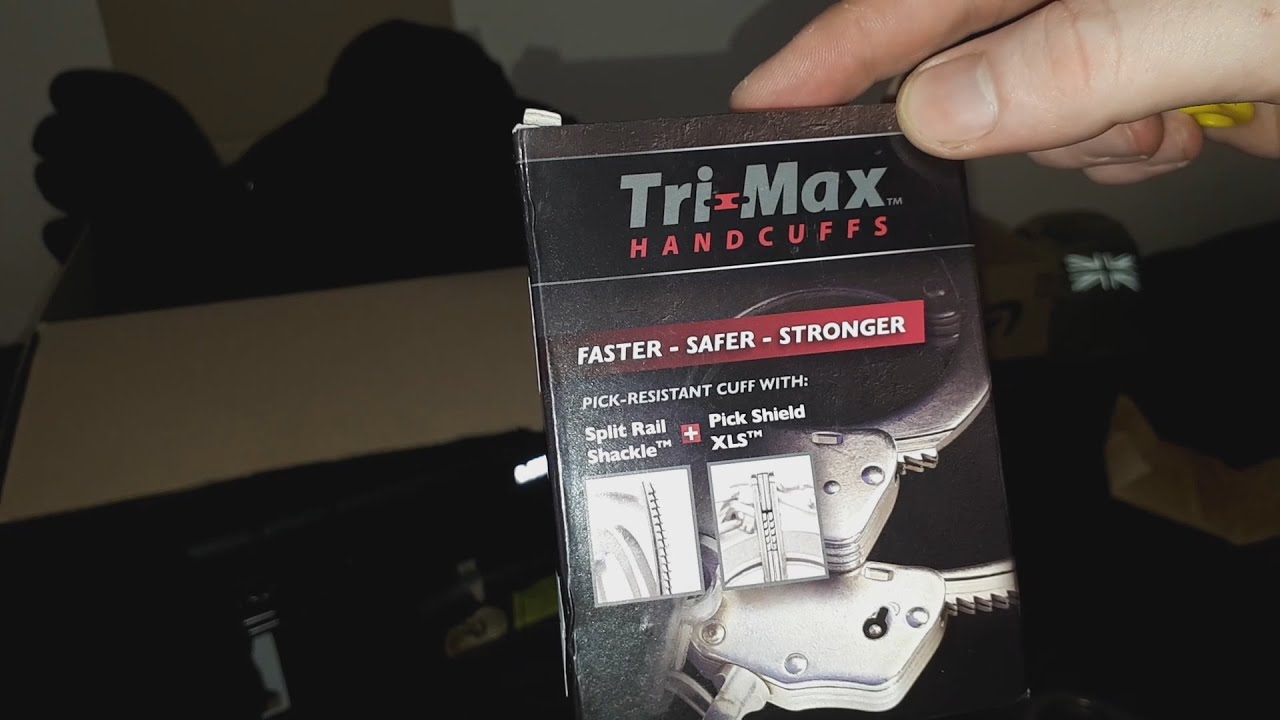 Tri-Max™
HANDCUFFS
FASTER - SAFER - STRONGER
PICK-RESISTANT CUFF WITH:
Split Rail
Shackle™
+
Pick Shield
XLS™